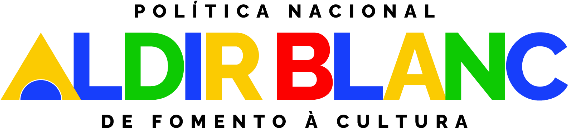 POLÍTICA NACIONAL
ALDIR BLANC
DE FOMENTO À CULTURA